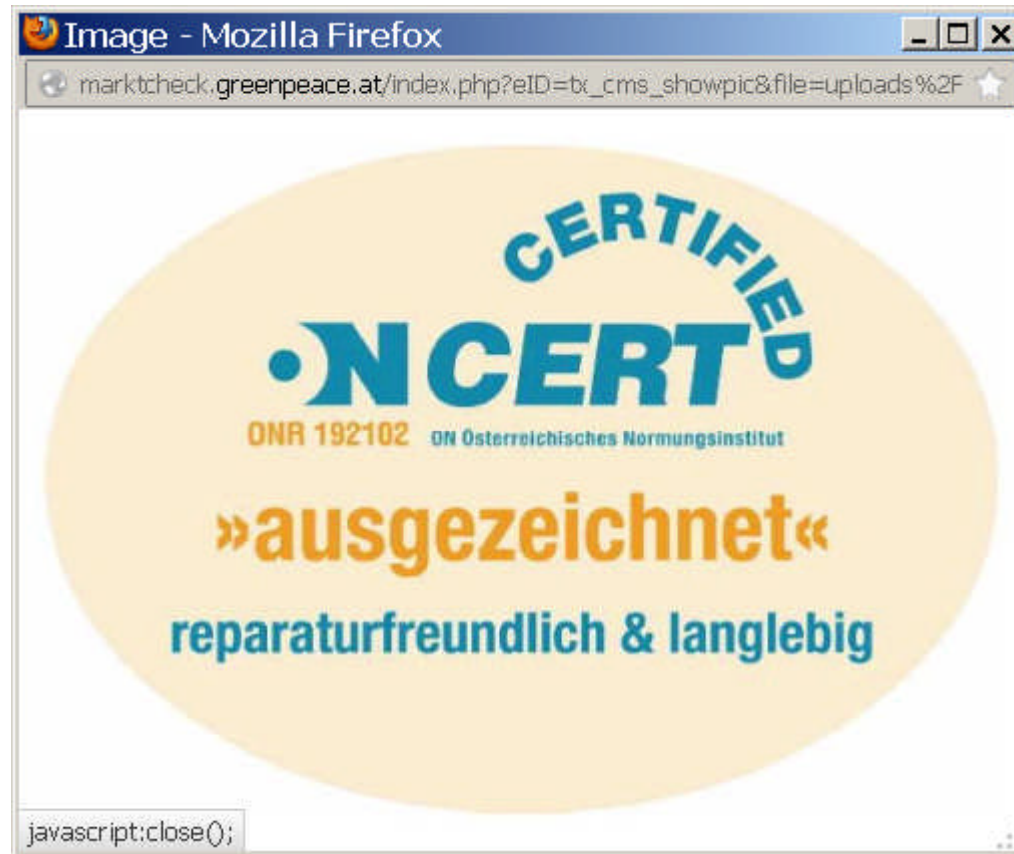 Image - Mozilla Firefox
marktcheck.greenpeace.at/index.php?eID=tx_cms_showpic&file=uploads%2F
CERTIFIED
ON CERT
ONR 192102 ON Österreichisches Normungsinstitut
»ausgezeichnet«
reparaturfreundlich & langlebig
javascript:close();